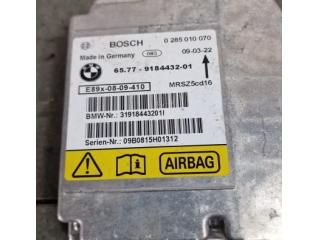 BOSCH 0 285 010 070
Made in Germany 09-03-22
65.77 - 9184432-01
E89x-08-09-410 MRSZ5cd16
BMW-Nr.: 31918443201I
Serien-Nr.: 09B0815H01312
AIRBAG